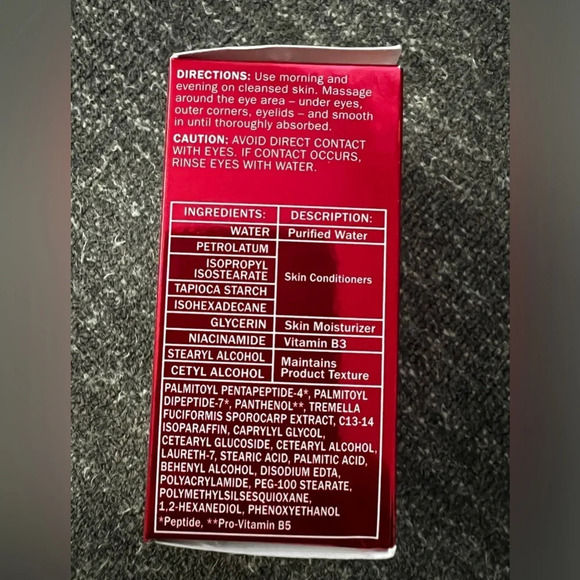 DIRECTIONS: Use morning and
evening on cleansed skin. Massage
around the eye area – under eyes,
outer corners, eyelids – and smooth
in until thoroughly absorbed.
CAUTION: AVOID DIRECT CONTACT
WITH EYES. IF CONTACT OCCURS,
RINSE EYES WITH WATER.
INGREDIENTS: DESCRIPTION:
WATER Purified Water
PETROLATUM
ISOPROPYL
ISOSTEARATE
Skin Conditioners
TAPIOCA STARCH
ISOHEXADECANE
GLYCERIN Skin Moisturizer
NIACINAMIDE Vitamin B3
STEARYL ALCOHOL Maintains
CETYL ALCOHOL Product Texture
PALMITOYL PENTAPEPTIDE-4*, PALMITOYL
DIPEPTIDE-7*, PANTHENOL**, TREMELLA
FUCIFORMIS SPOROCARP EXTRACT, C13-14
ISOPARAFFIN, CAPRYLYL GLYCOL,
CETEARYL GLUCOSIDE, CETEARYL ALCOHOL,
LAURETH-7, STEARIC ACID, PALMITIC ACID,
BEHENYL ALCOHOL, DISODIUM EDTA,
POLYACRYLAMIDE, PEG-100 STEARATE,
POLYMETHYLSILSESQUIOXANE,
1,2-HEXANEDIOL, PHENOXYETHANOL
*Peptide, **Pro-Vitamin B5